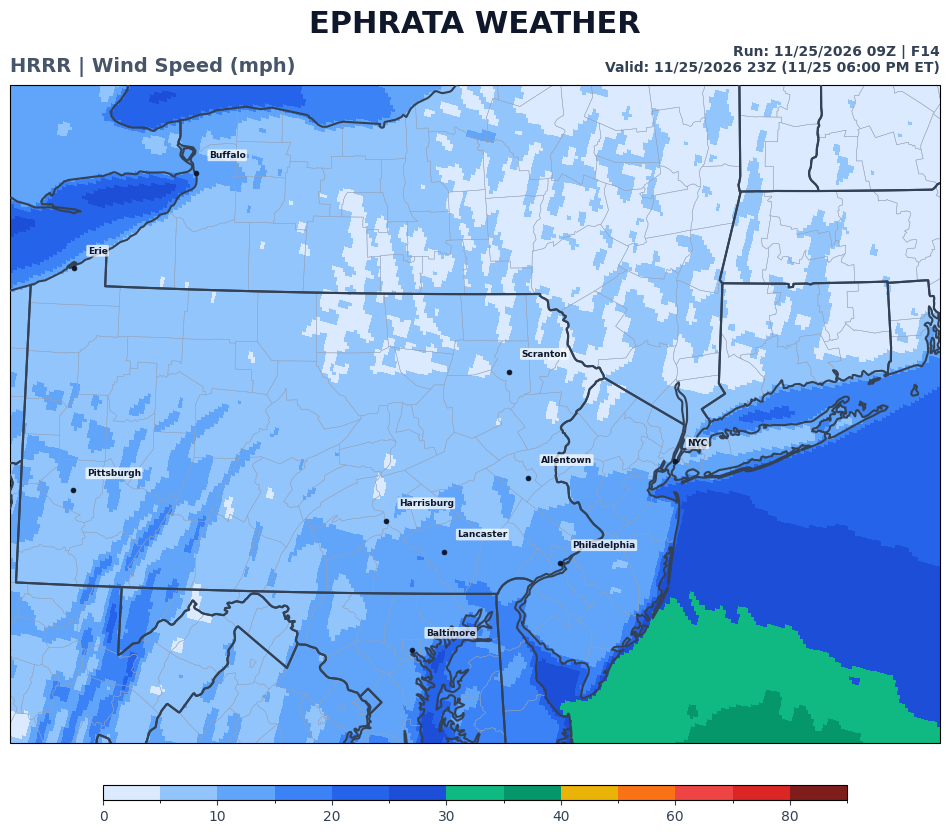 EPHRATA WEATHER
HRRR | Wind Speed (mph)
Run: 11/25/2026 09Z | F14
Valid: 11/25/2026 23Z (11/25 06:00 PM ET)
Buffalo
Erie
Scranton
NYC
Allentown
Pittsburgh
Harrisburg
Lancaster
Philadelphia
Baltimore
0 10 20 30 40 50 60 70 80